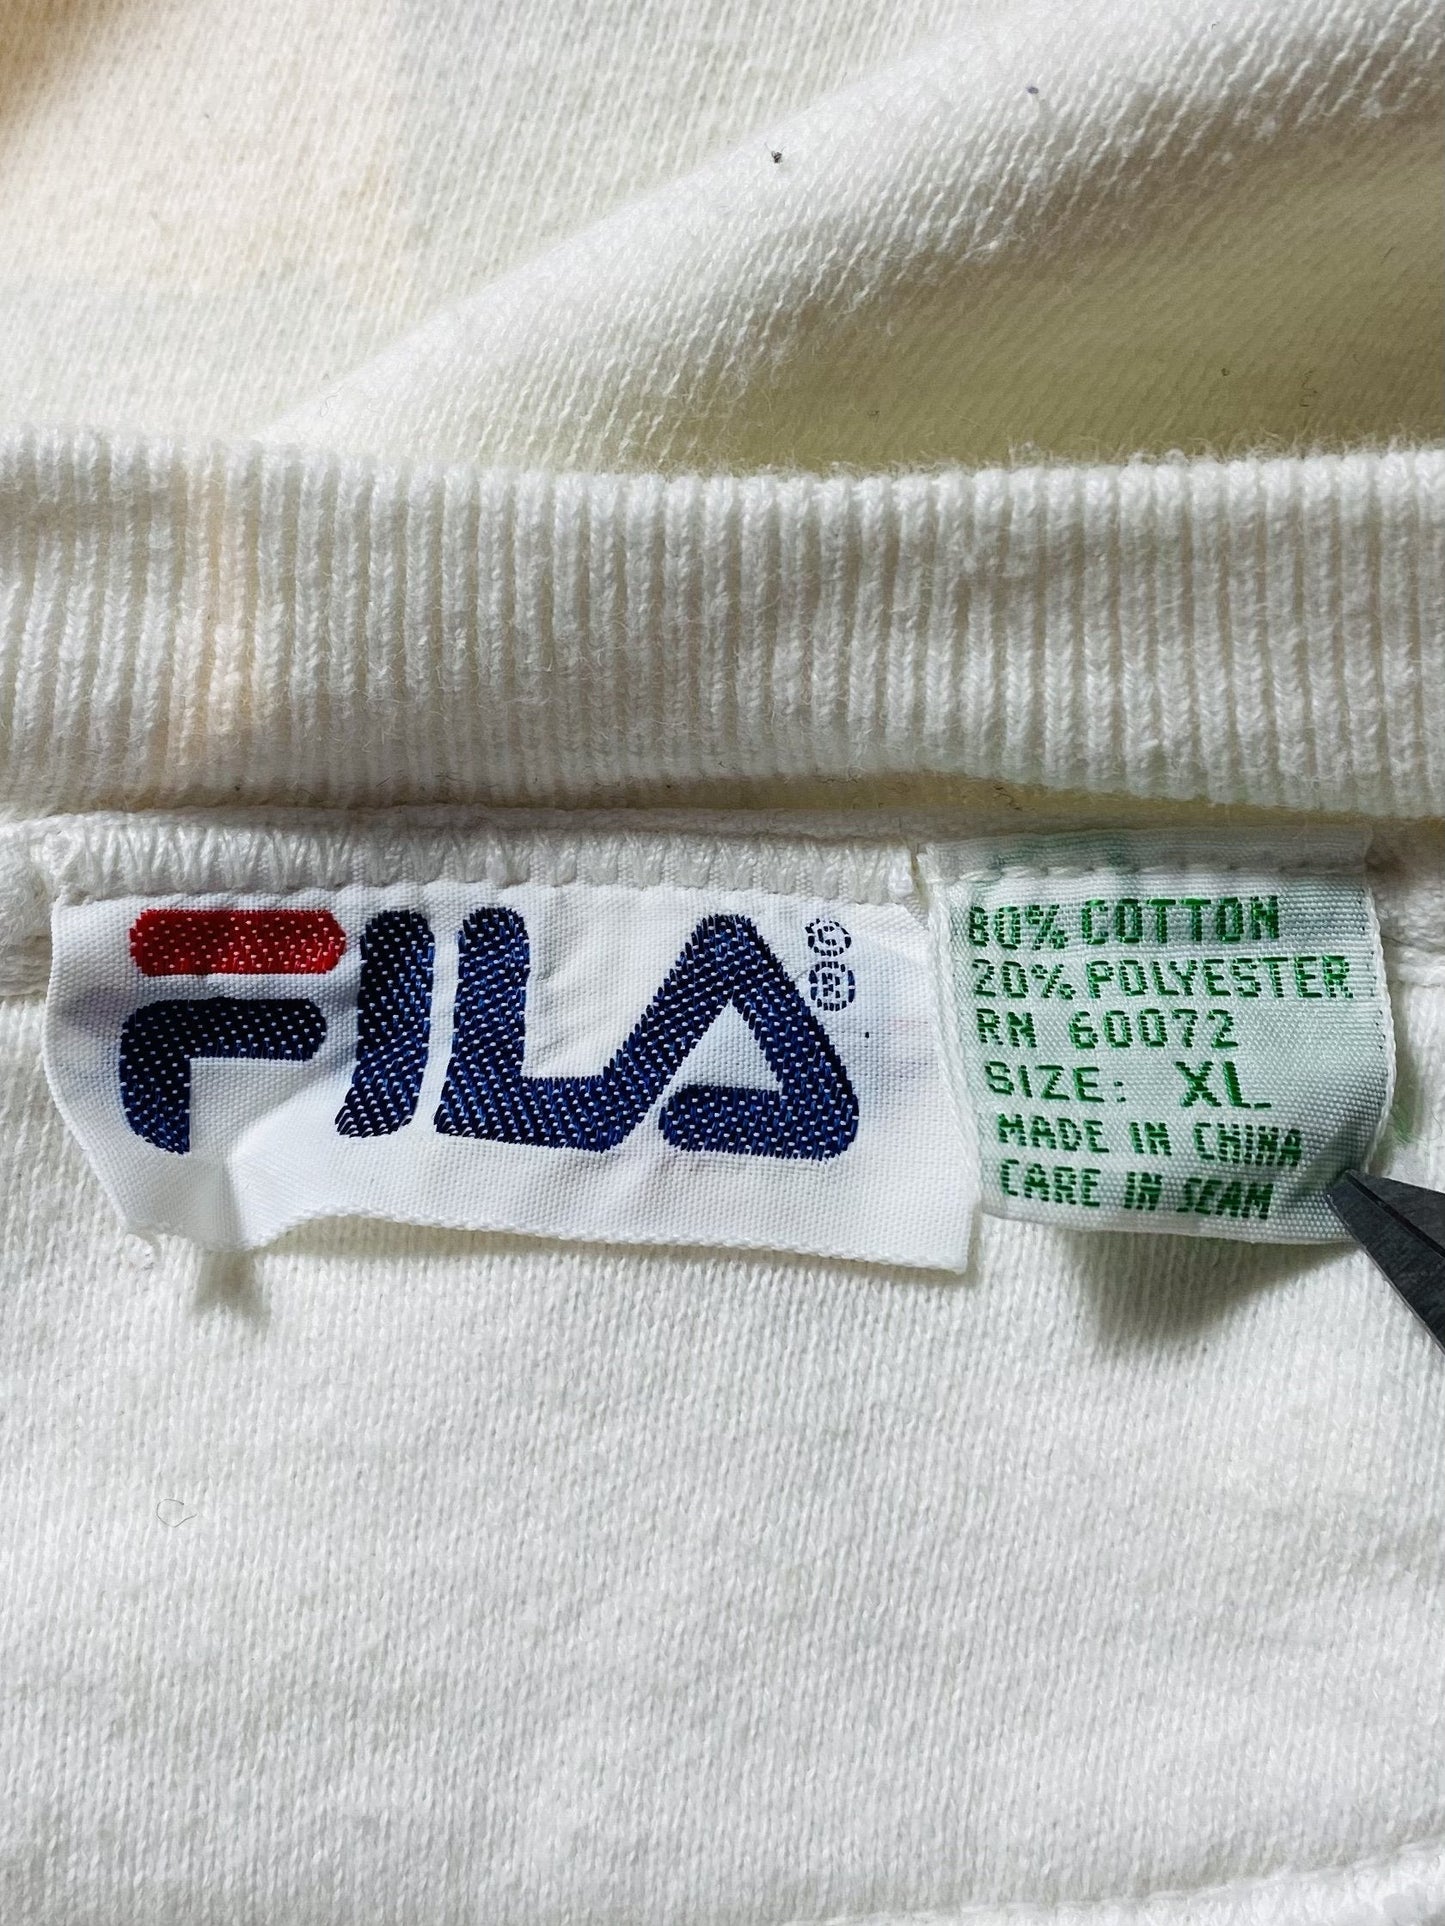 FILA
80% COTTON
20% POLYESTER
RN 60072
SIZE: XL
MADE IN CHINA
CARE IN SEAM